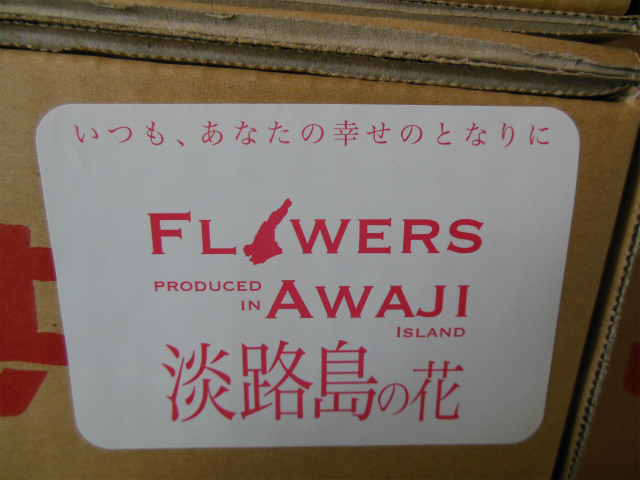 いつも、あなたの幸せのとなりに
FLWERS
PRODUCED
IN AWAJI
ISLAND
淡路島の花